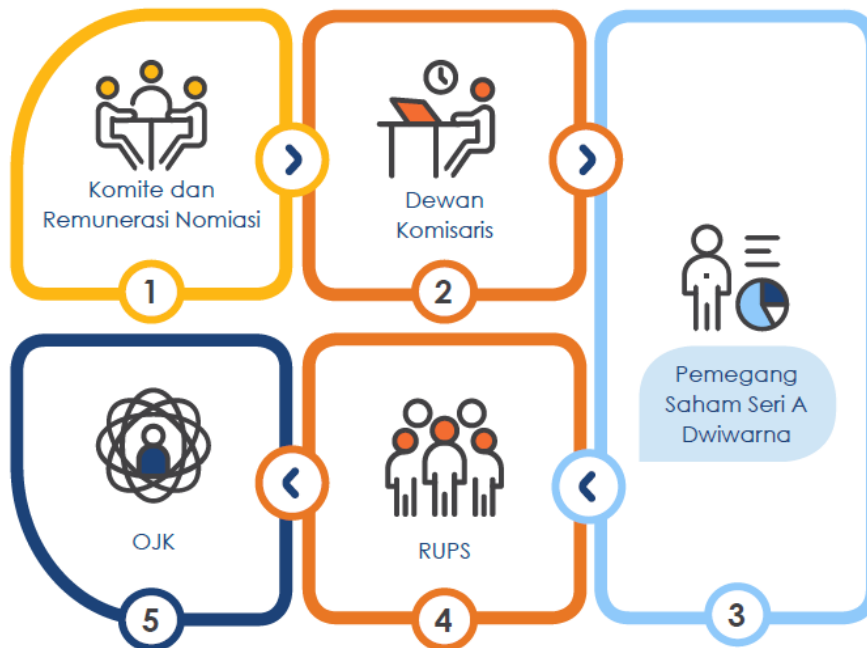 Komite dan
Remunerasi Nomiasi
1
Dewan
Komisaris
2
Pemegang
Saham Seri A
Dwiwarna
3
RUPS
4
OJK
5